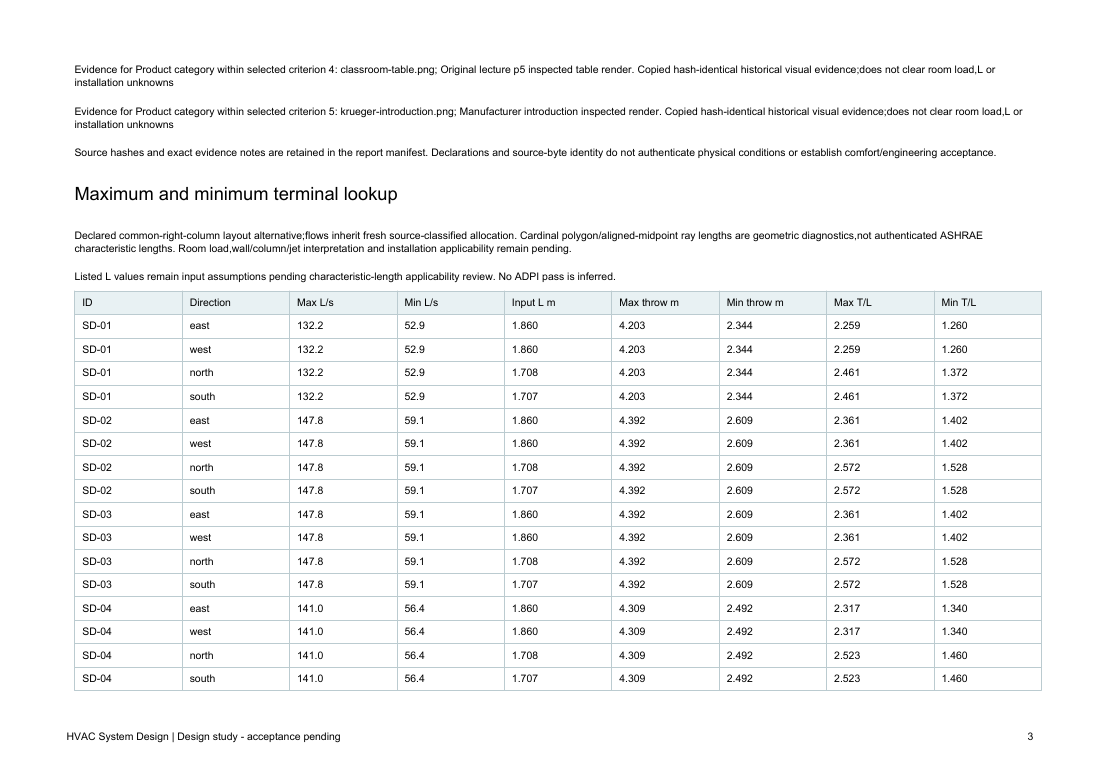 Evidence for Product category within selected criterion 4: classroom-table.png; Original lecture p5 inspected table render. Copied hash-identical historical visual evidence;does not clear room load,L or
installation unknowns
Evidence for Product category within selected criterion 5: krueger-introduction.png; Manufacturer introduction inspected render. Copied hash-identical historical visual evidence;does not clear room load,L or
installation unknowns
Source hashes and exact evidence notes are retained in the report manifest. Declarations and source-byte identity do not authenticate physical conditions or establish comfort/engineering acceptance.
Maximum and minimum terminal lookup
Declared common-right-column layout alternative;flows inherit fresh source-classified allocation. Cardinal polygon/aligned-midpoint ray lengths are geometric diagnostics,not authenticated ASHRAE
characteristic lengths. Room load,wall/column/jet interpretation and installation applicability remain pending.
Listed L values remain input assumptions pending characteristic-length applicability review. No ADPI pass is inferred.
ID Direction Max L/s Min L/s Input L m Max throw m Min throw m Max T/L Min T/L
SD-01 east 132.2 52.9 1.860 4.203 2.344 2.259 1.260
SD-01 west 132.2 52.9 1.860 4.203 2.344 2.259 1.260
SD-01 north 132.2 52.9 1.708 4.203 2.344 2.461 1.372
SD-01 south 132.2 52.9 1.707 4.203 2.344 2.461 1.372
SD-02 east 147.8 59.1 1.860 4.392 2.609 2.361 1.402
SD-02 west 147.8 59.1 1.860 4.392 2.609 2.361 1.402
SD-02 north 147.8 59.1 1.708 4.392 2.609 2.572 1.528
SD-02 south 147.8 59.1 1.707 4.392 2.609 2.572 1.528
SD-03 east 147.8 59.1 1.860 4.392 2.609 2.361 1.402
SD-03 west 147.8 59.1 1.860 4.392 2.609 2.361 1.402
SD-03 north 147.8 59.1 1.708 4.392 2.609 2.572 1.528
SD-03 south 147.8 59.1 1.707 4.392 2.609 2.572 1.528
SD-04 east 141.0 56.4 1.860 4.309 2.492 2.317 1.340
SD-04 west 141.0 56.4 1.860 4.309 2.492 2.317 1.340
SD-04 north 141.0 56.4 1.708 4.309 2.492 2.523 1.460
SD-04 south 141.0 56.4 1.707 4.309 2.492 2.523 1.460
HVAC System Design | Design study - acceptance pending 3